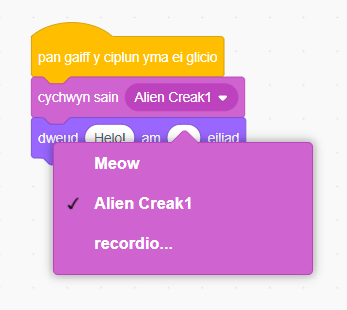 pan gaiff y ciplun yma ei glicio
cychwyn sain Alien Creak1
dweud Helo! am eiliad
Meow
✓ Alien Creak1
recordio...